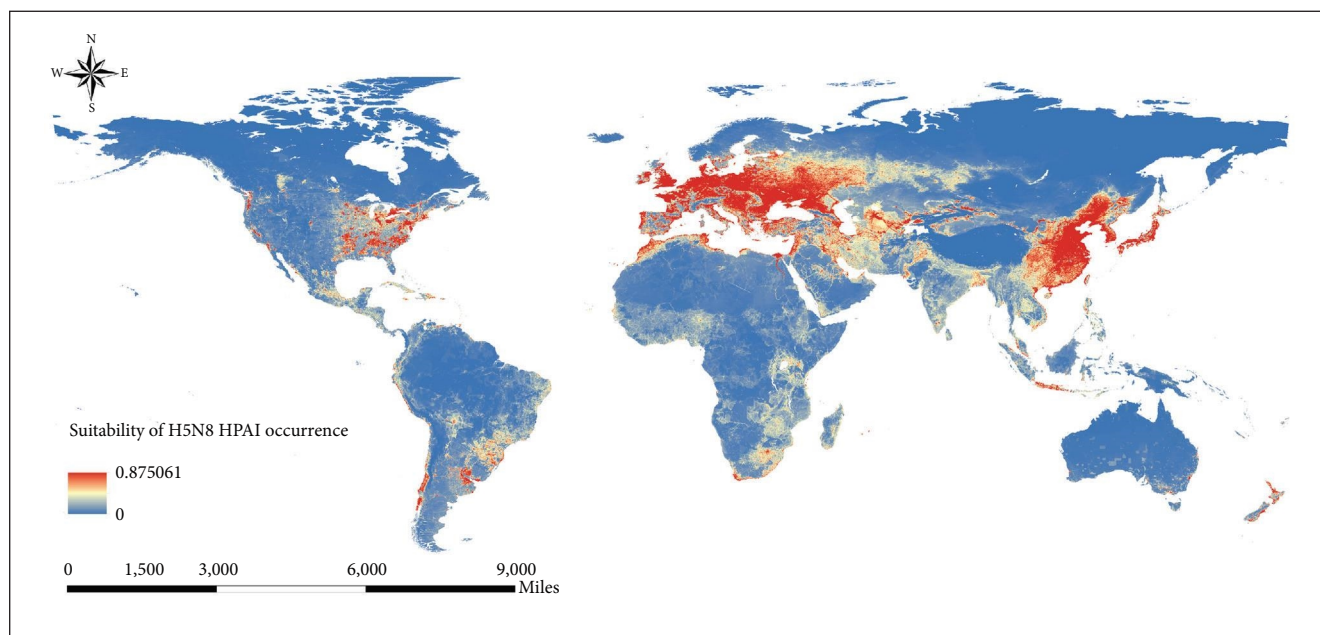 N
W E
S
Suitability of H5N8 HPAI occurrence
0.875061
0
0 1,500 3,000 6,000 9,000
Miles